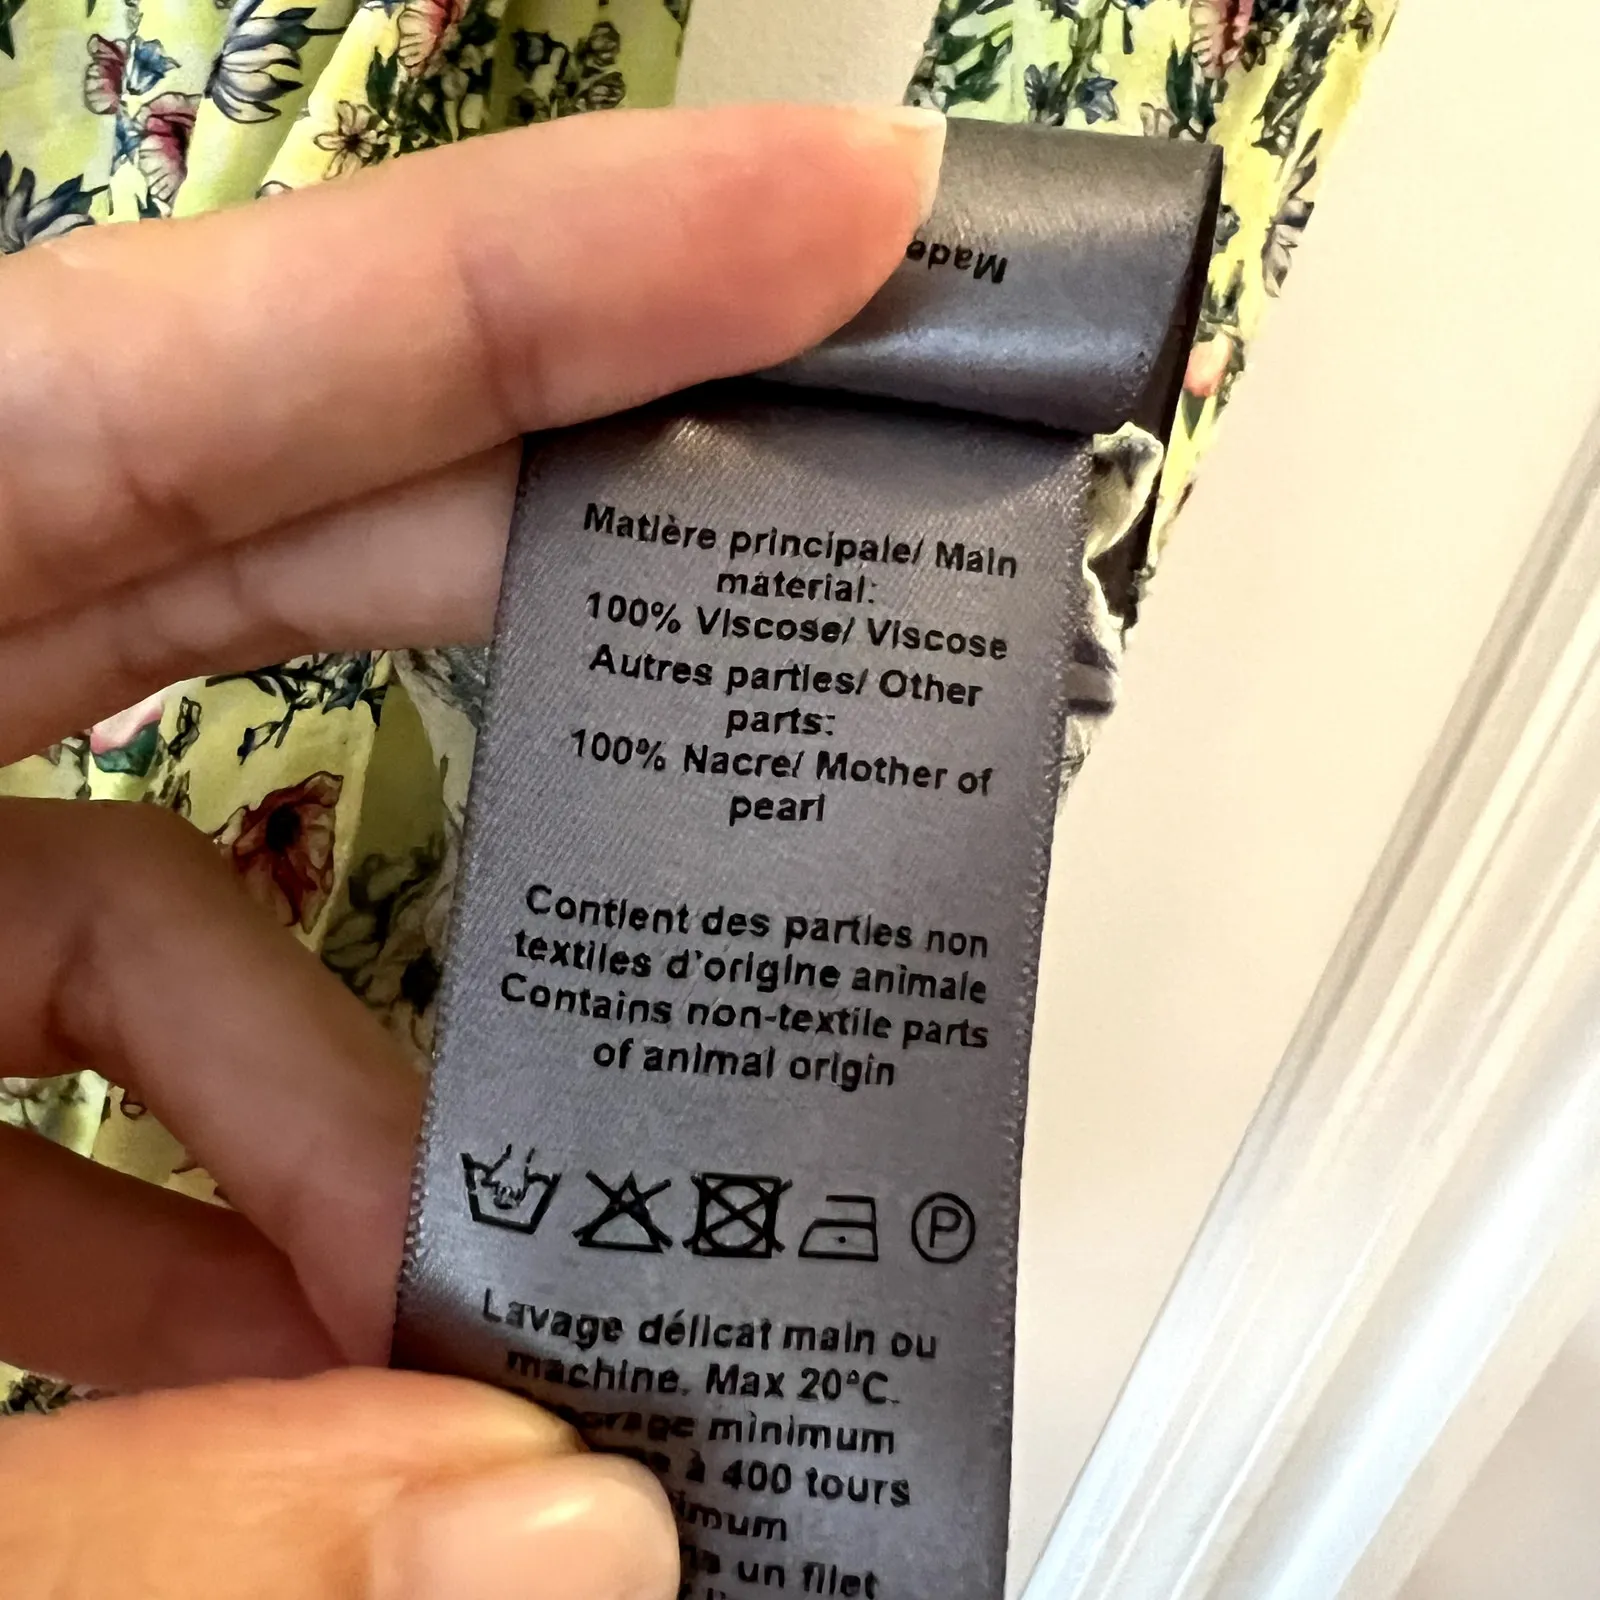 Made
Matière principale/ Main
material:
100% Viscose/ Viscose
Autres parties/ Other
parts:
100% Nacre/ Mother of
pearl
Contient des parties non
textiles d'origine animale
Contains non-textile parts
of animal origin
P
Lavage délicat main ou
machine. Max 20°C.
minimum
à 400 tours
un filet